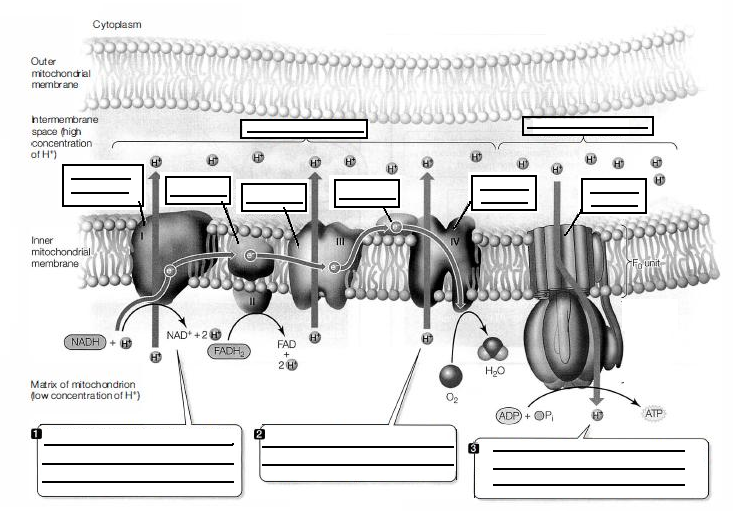 Cytoplasm
Outer
mitochondrial
membrane
Intermembrane
space (high
concentration
of H⁺)
H⁺ H⁺ H⁺ H⁺ H⁺ H⁺ H⁺ H⁺ H⁺ H⁺ H⁺ H⁺ H⁺
I
III
IV
Inner
mitochondrial
membrane
F₀ unit
e⁻ e⁻ e⁻ e⁻
II
NADH + H⁺
NAD⁺ + 2 H⁺
FADH₂
FAD
+
2 H⁺
H⁺ H⁺ H⁺
H₂O
O₂
Matrix of mitochondrion
(low concentration of H⁺)
ADP + Pᵢ
H⁺
ATP
1
2
3